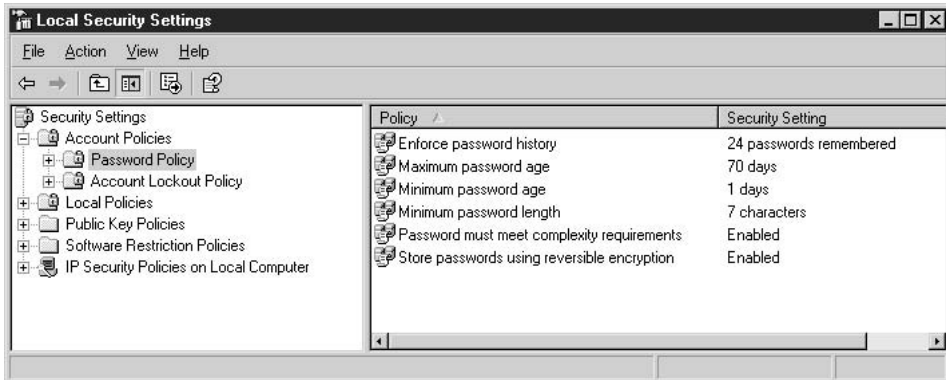 Local Security Settings
File Action View Help
Security Settings
Account Policies
Password Policy
Account Lockout Policy
Local Policies
Public Key Policies
Software Restriction Policies
IP Security Policies on Local Computer
Policy Security Setting
Enforce password history 24 passwords remembered
Maximum password age 70 days
Minimum password age 1 days
Minimum password length 7 characters
Password must meet complexity requirements Enabled
Store passwords using reversible encryption Enabled